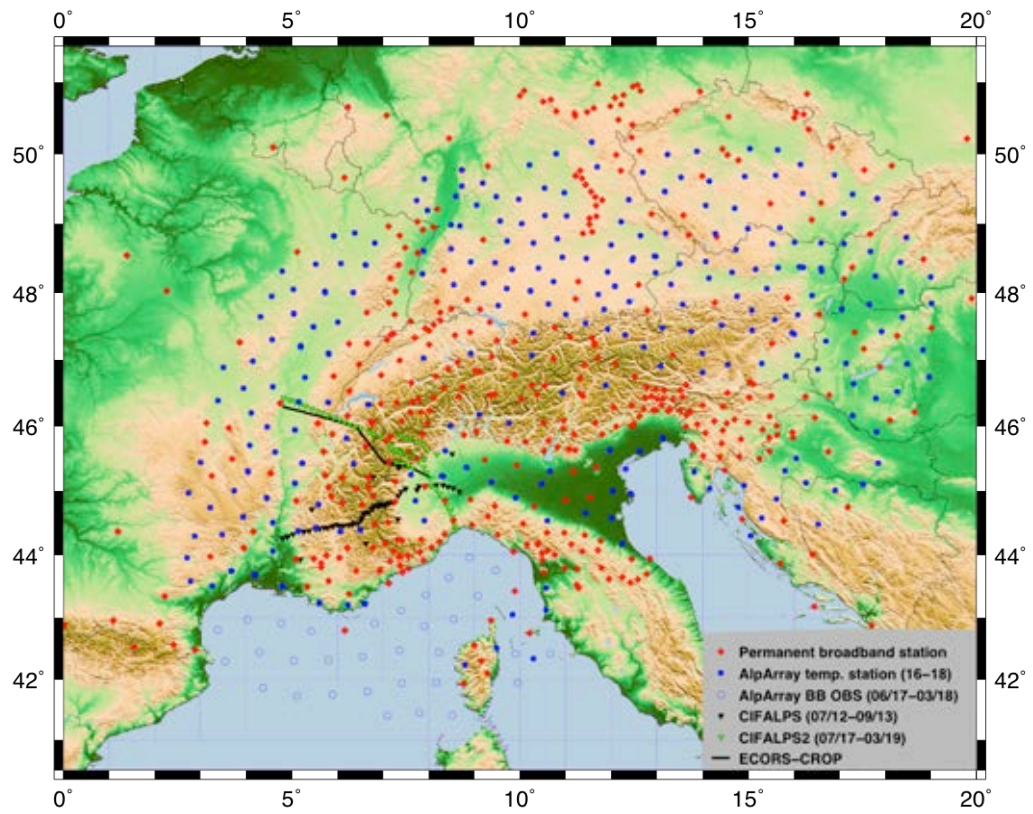 0° 5° 10° 15° 20°
50° 50°
48° 48°
46° 46°
44° 44°
42° 42°
Permanent broadband station
AlpArray temp. station (16–18)
AlpArray BB OBS (06/17–03/18)
CIFALPS (07/12–09/13)
CIFALPS2 (07/17–03/19)
ECORS–CROP
0° 5° 10° 15° 20°